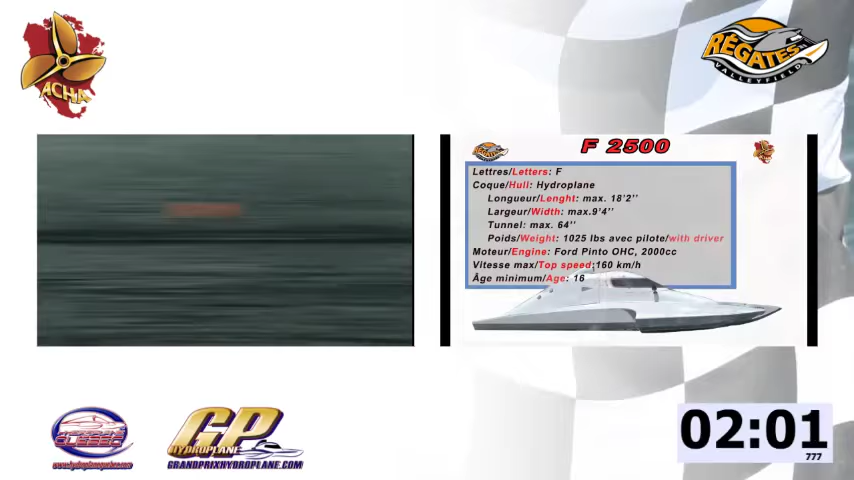 ACHA
RÉGATES
VALLEYFIELD
F 2500
Lettres/Letters: F
Coque/Hull: Hydroplane
Longueur/Lenght: max. 18'2''
Largeur/Width: max.9'4''
Tunnel: max. 64''
Poids/Weight: 1025 lbs avec pilote/with driver
Moteur/Engine: Ford Pinto OHC, 2000cc
Vitesse max/Top speed:160 km/h
Âge minimum/Age: 16
GP
HYDROPLANE
GRANDPRIXHYDROPLANE.COM
02:01
777